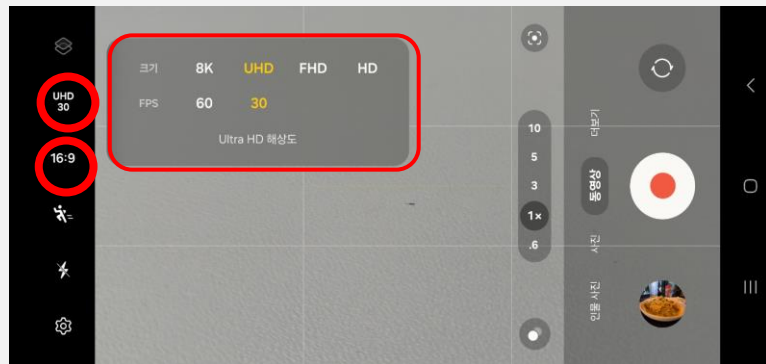 UHD
30
16:9
크기 8K UHD FHD HD
FPS 60 30
Ultra HD 해상도
10
5
3
1×
.6
더보기
동영상
사진
인물 사진